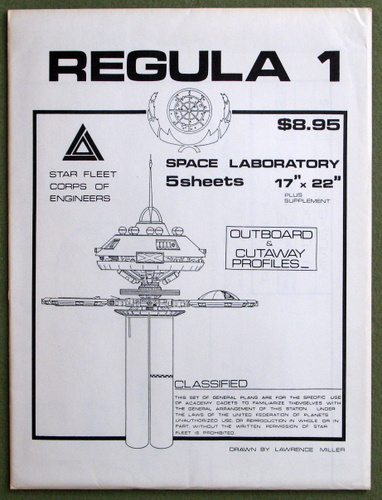 REGULA 1
$8.95
STAR FLEET
CORPS OF
ENGINEERS
SPACE LABORATORY
5sheets 17"x 22"
PLUS
SUPPLEMENT
OUTBOARD
&
CUTAWAY
PROFILES_
CLASSIFIED
THIS SET OF GENERAL PLANS ARE FOR THE SPECIFIC USE
OF ACADEMY CADETS TO FAMILIARIZE THEMSELVES WITH
THE GENERAL ARRANGEMENT OF THIS STATION UNDER
THE LAWS OF THE UNITED FEDERATION OF PLANETS
UNAUTHORIZED USE OR REPRODUCTION IN WHOLE OR IN
PART WITHOUT THE WRITTEN PERMISSION OF STAR
FLEET IS PROHIBITED.
DRAWN BY LAWRENCE MILLER